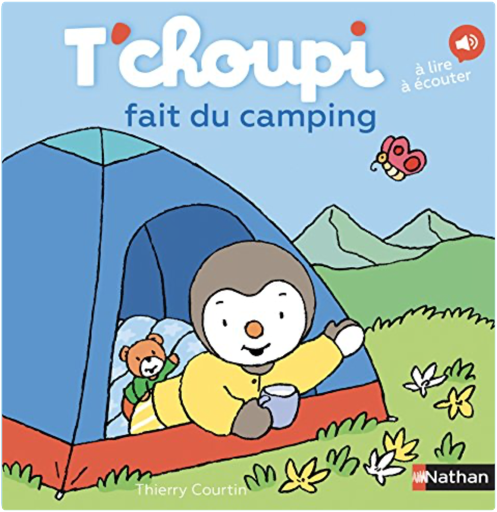 T'choupi
fait du camping
à lire
à écouter
Thierry Courtin
Nathan